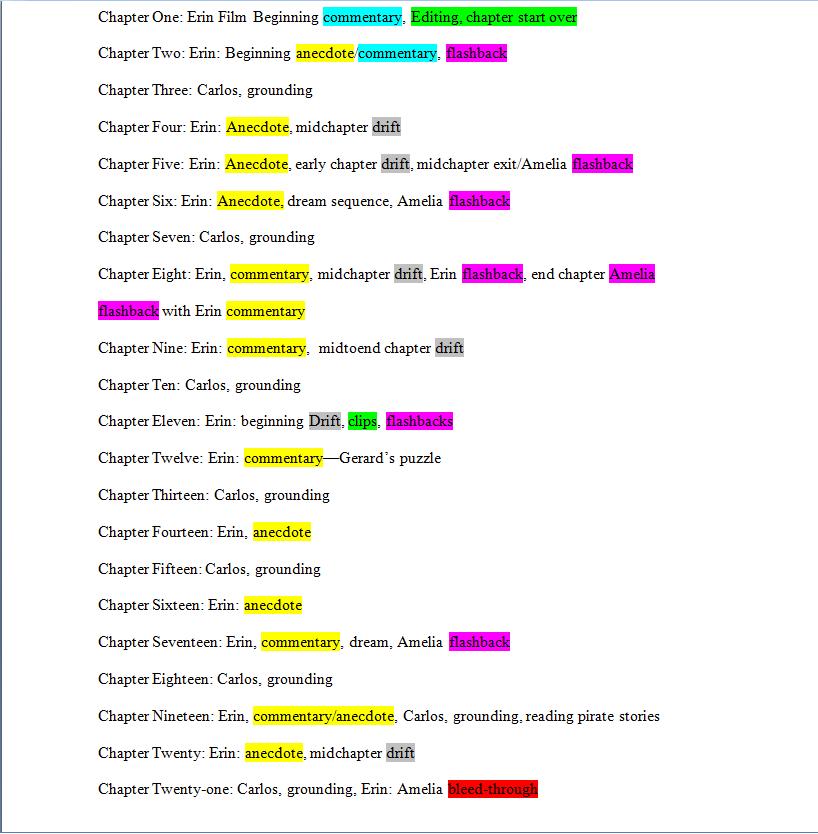 Chapter One: Erin Film Beginning commentary, Editing, chapter start over
Chapter Two: Erin: Beginning anecdote/commentary, flashback
Chapter Three: Carlos, grounding
Chapter Four: Erin: Anecdote, midchapter drift
Chapter Five: Erin: Anecdote, early chapter drift, midchapter exit/Amelia flashback
Chapter Six: Erin: Anecdote, dream sequence, Amelia flashback
Chapter Seven: Carlos, grounding
Chapter Eight: Erin, commentary, midchapter drift, Erin flashback, end chapter Amelia
flashback with Erin commentary
Chapter Nine: Erin: commentary, midtoend chapter drift
Chapter Ten: Carlos, grounding
Chapter Eleven: Erin: beginning Drift, clips, flashbacks
Chapter Twelve: Erin: commentary—Gerard's puzzle
Chapter Thirteen: Carlos, grounding
Chapter Fourteen: Erin, anecdote
Chapter Fifteen: Carlos, grounding
Chapter Sixteen: Erin: anecdote
Chapter Seventeen: Erin, commentary, dream, Amelia flashback
Chapter Eighteen: Carlos, grounding
Chapter Nineteen: Erin, commentary/anecdote, Carlos, grounding, reading pirate stories
Chapter Twenty: Erin: anecdote, midchapter drift
Chapter Twenty-one: Carlos, grounding, Erin: Amelia bleed-through